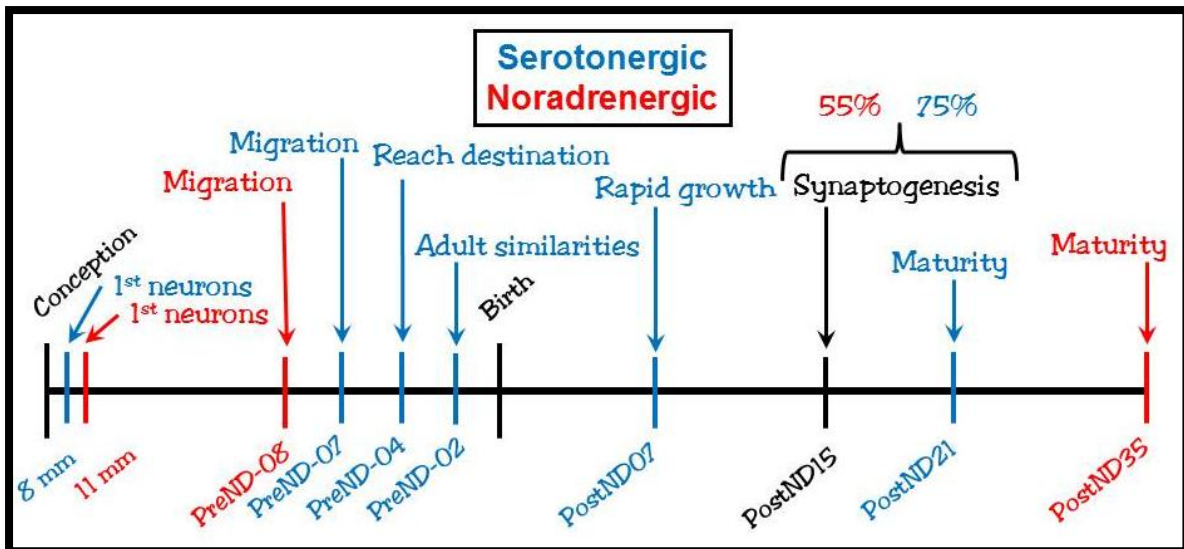 Serotonergic
Noradrenergic
55% 75%
Migration
Reach destination
Migration
Rapid growth
Synaptogenesis
Adult similarities
Maturity
Maturity
Conception
1st neurons
1st neurons
Birth
8 mm
11 mm
PreND-08
PreND-07
PreND-04
PreND-02
PostND07
PostND15
PostND21
PostND35